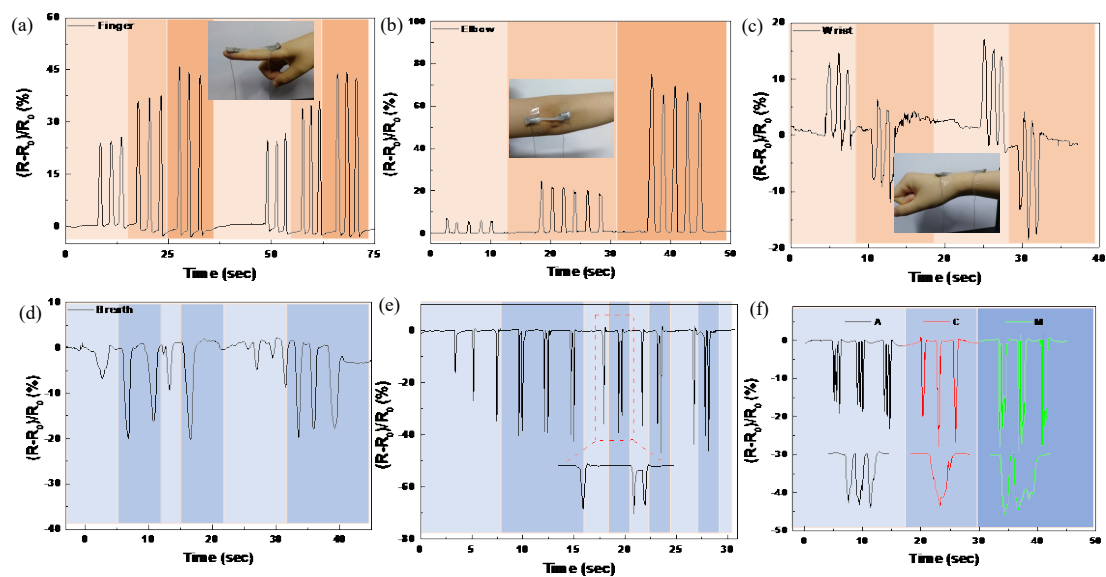 (a)
Finger
60
45
30
15
0
0
25
50
75
(R-R0)/R0 (%)
Time (sec)
(b)
Elbow
100
80
60
40
20
0
0
10
20
30
40
50
(R-R0)/R0 (%)
Time (sec)
(c)
Wrist
20
10
0
-10
-20
0
10
20
30
40
(R-R0)/R0 (%)
Time (sec)
(d)
Breath
10
0
-10
-20
-30
-40
0
10
20
30
40
(R-R0)/R0 (%)
Time (sec)
(e)
0
-20
-40
-60
-80
0
5
10
15
20
25
30
(R-R0)/R0 (%)
Time (sec)
(f)
A
C
M
0
-10
-20
-30
-40
-50
0
10
20
30
40
50
(R-R0)/R0 (%)
Time (sec)